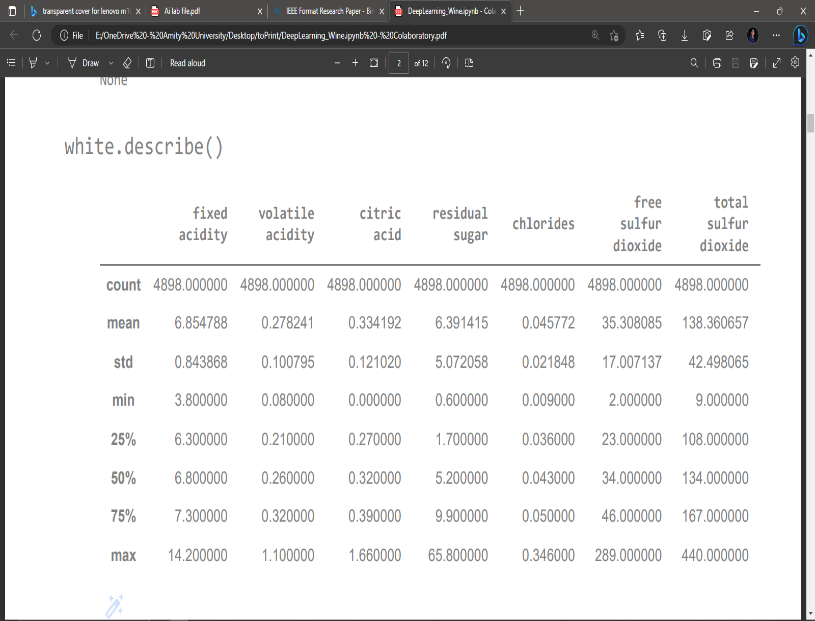 transparent cover for lenovo m1
Ai lab file.pdf
IEEE Format Research Paper - Bin
DeepLearning_Wine.ipynb - Cola
File
E:/OneDrive%20-%20Amity%20University/Desktop/toPrint/DeepLearning_Wine.ipynb%20-%20Colaboratory.pdf
Draw
Read aloud
2
of 12
None
white.describe()
fixed acidity volatile acidity citric acid residual sugar chlorides free sulfur dioxide total sulfur dioxide
count 4898.000000 4898.000000 4898.000000 4898.000000 4898.000000 4898.000000 4898.000000
mean 6.854788 0.278241 0.334192 6.391415 0.045772 35.308085 138.360657
std 0.843868 0.100795 0.121020 5.072058 0.021848 17.007137 42.498065
min 3.800000 0.080000 0.000000 0.600000 0.009000 2.000000 9.000000
25% 6.300000 0.210000 0.270000 1.700000 0.036000 23.000000 108.000000
50% 6.800000 0.260000 0.320000 5.200000 0.043000 34.000000 134.000000
75% 7.300000 0.320000 0.390000 9.900000 0.050000 46.000000 167.000000
max 14.200000 1.100000 1.660000 65.800000 0.346000 289.000000 440.000000